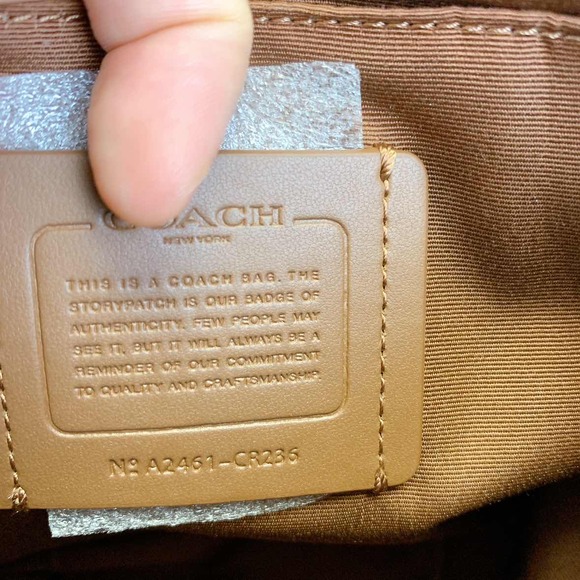 COACH
NEW YORK
THIS IS A COACH BAG. THE
STORYPATCH IS OUR BADGE OF
AUTHENTICITY. FEW PEOPLE MAY
SEE IT, BUT IT WILL ALWAYS BE A
REMINDER OF OUR COMMITMENT
TO QUALITY AND CRAFTSMANSHIP.
Nº A2461-CR236